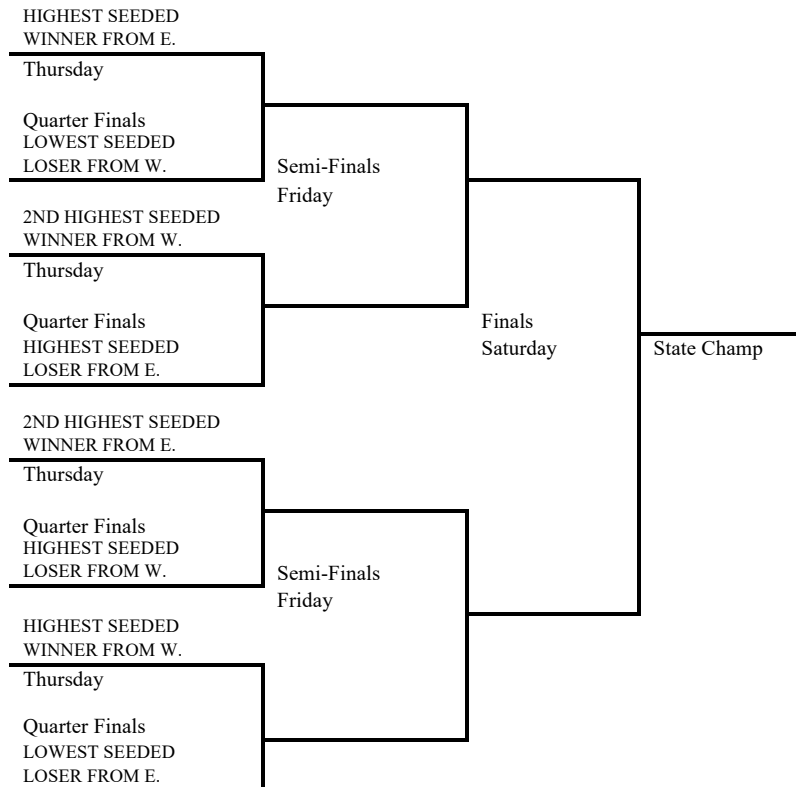 HIGHEST SEEDED
WINNER FROM E.
Thursday
Quarter Finals
LOWEST SEEDED
LOSER FROM W.
Semi-Finals
Friday
2ND HIGHEST SEEDED
WINNER FROM W.
Thursday
Quarter Finals
HIGHEST SEEDED
LOSER FROM E.
Finals
Saturday
State Champ
2ND HIGHEST SEEDED
WINNER FROM E.
Thursday
Quarter Finals
HIGHEST SEEDED
LOSER FROM W.
Semi-Finals
Friday
HIGHEST SEEDED
WINNER FROM W.
Thursday
Quarter Finals
LOWEST SEEDED
LOSER FROM E.